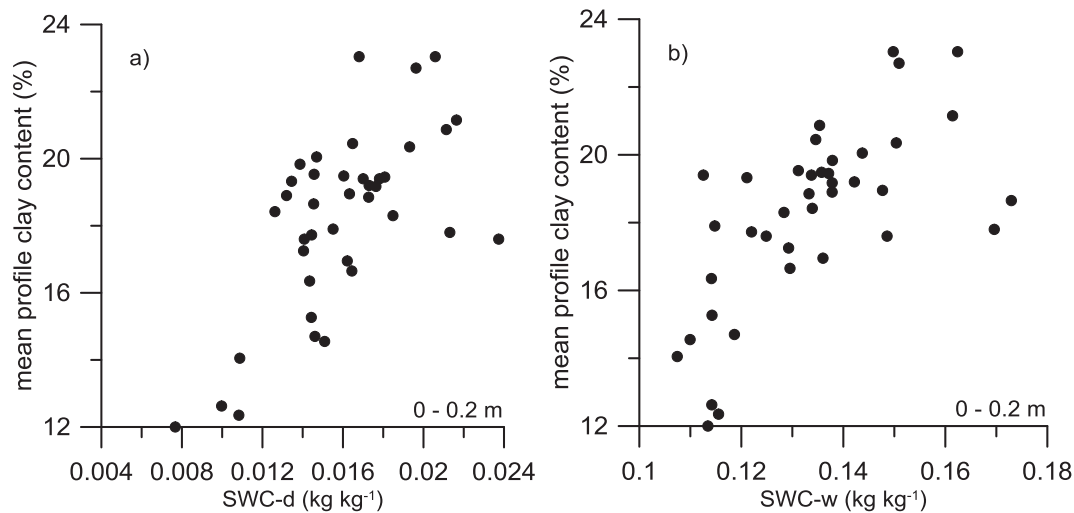 24
20
16
12
mean profile clay content (%)
a)
0 - 0.2 m
0.004 0.008 0.012 0.016 0.02 0.024
SWC-d (kg kg⁻¹)
24
20
16
12
mean profile clay content (%)
b)
0 - 0.2 m
0.1 0.12 0.14 0.16 0.18
SWC-w (kg kg⁻¹)